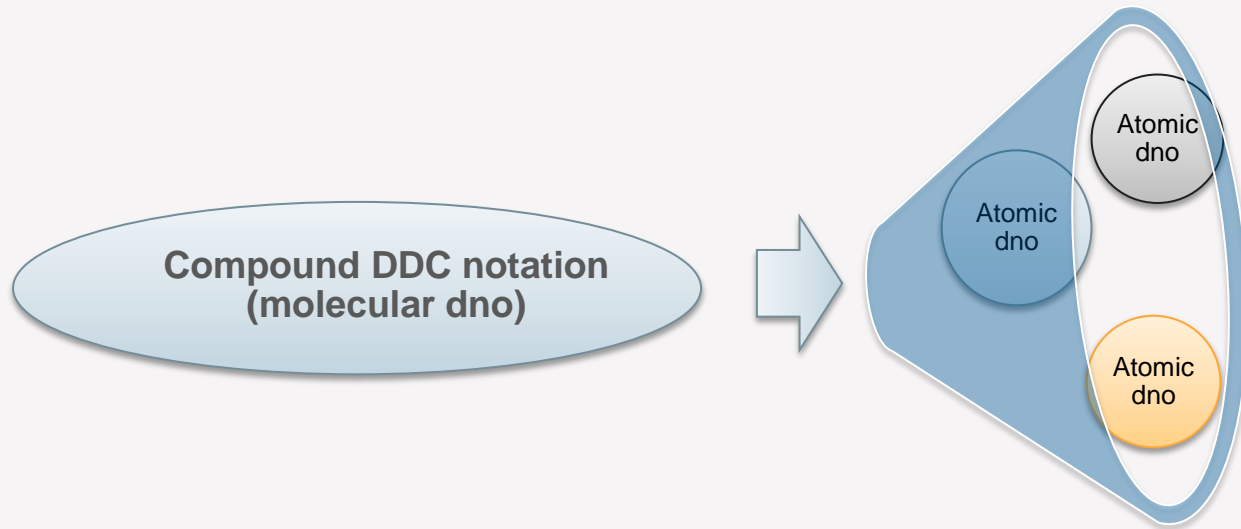 Compound DDC notation
(molecular dno)
Atomic
dno
Atomic
dno
Atomic
dno